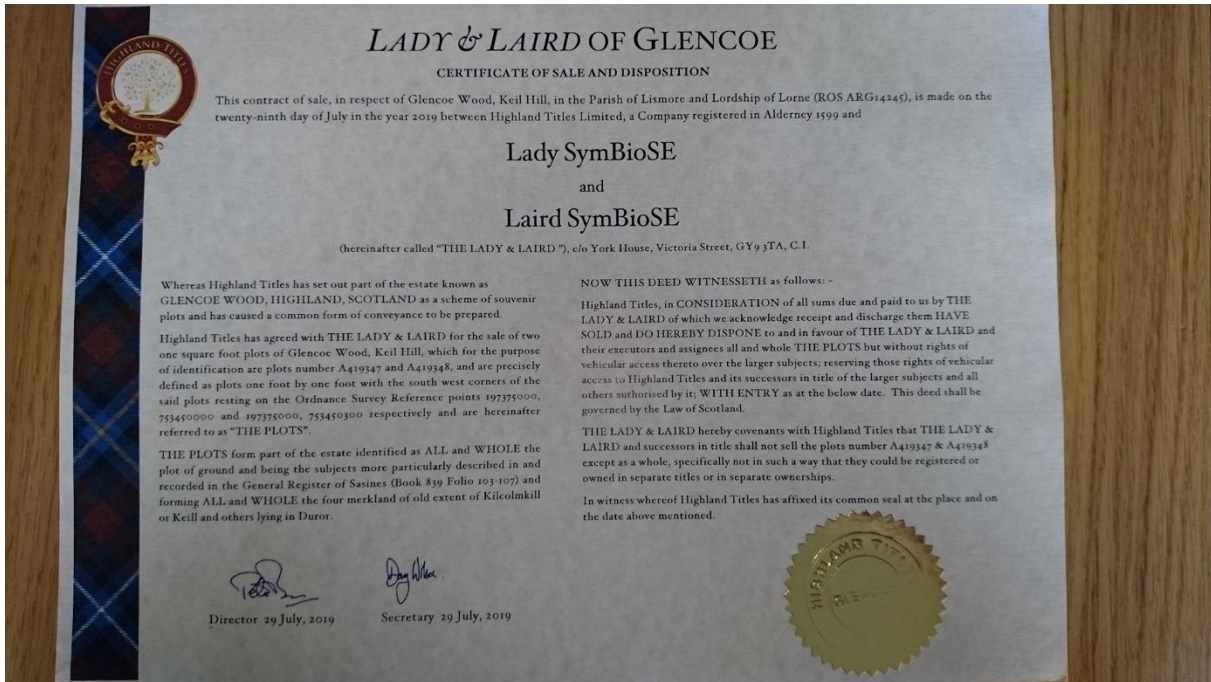 LADY & LAIRD OF GLENCOE
CERTIFICATE OF SALE AND DISPOSITION
HIGHLAND TITLES
This contract of sale, in respect of Glencoe Wood, Keil Hill, in the Parish of Lismore and Lordship of Lorne (ROS ARG14245), is made on the
twenty-ninth day of July in the year 2019 between Highland Titles Limited, a Company registered in Alderney 1599 and
Lady SymBioSE
and
Laird SymBioSE
(hereinafter called "THE LADY & LAIRD "), c/o York House, Victoria Street, GY9 3TA, C.I.
Whereas Highland Titles has set out part of the estate known as
GLENCOE WOOD, HIGHLAND, SCOTLAND as a scheme of souvenir
plots and has caused a common form of conveyance to be prepared.
Highland Titles has agreed with THE LADY & LAIRD for the sale of two
one square foot plots of Glencoe Wood, Keil Hill, which for the purpose
of identification are plots number A419347 and A419348, and are precisely
defined as plots one foot by one foot with the south west corners of the
said plots resting on the Ordnance Survey Reference points 197375000,
753450000 and 197375000, 753450300 respectively and are hereinafter
referred to as "THE PLOTS".
THE PLOTS form part of the estate identified as ALL and WHOLE the
plot of ground and being the subjects more particularly described in and
recorded in the General Register of Sasines (Book 839 Folio 103-107) and
forming ALL and WHOLE the four merkland of old extent of Kilcolmkill
or Keill and others lying in Duror.
NOW THIS DEED WITNESSETH as follows: -
Highland Titles, in CONSIDERATION of all sums due and paid to us by THE
LADY & LAIRD of which we acknowledge receipt and discharge them HAVE
SOLD and DO HEREBY DISPONE to and in favour of THE LADY & LAIRD and
their executors and assignees all and whole THE PLOTS but without rights of
vehicular access thereto over the larger subjects; reserving those rights of vehicular
access to Highland Titles and its successors in title of the larger subjects and all
others authorised by it; WITH ENTRY as at the below date. This deed shall be
governed by the Law of Scotland.
THE LADY & LAIRD hereby covenants with Highland Titles that THE LADY &
LAIRD and successors in title shall not sell the plots number A419347 & A419348
except as a whole, specifically not in such a way that they could be registered or
owned in separate titles or in separate ownerships.
In witness whereof Highland Titles has affixed its common seal at the place and on
the date above mentioned.
Director 29 July, 2019
Secretary 29 July, 2019
HIGHLAND TITLES